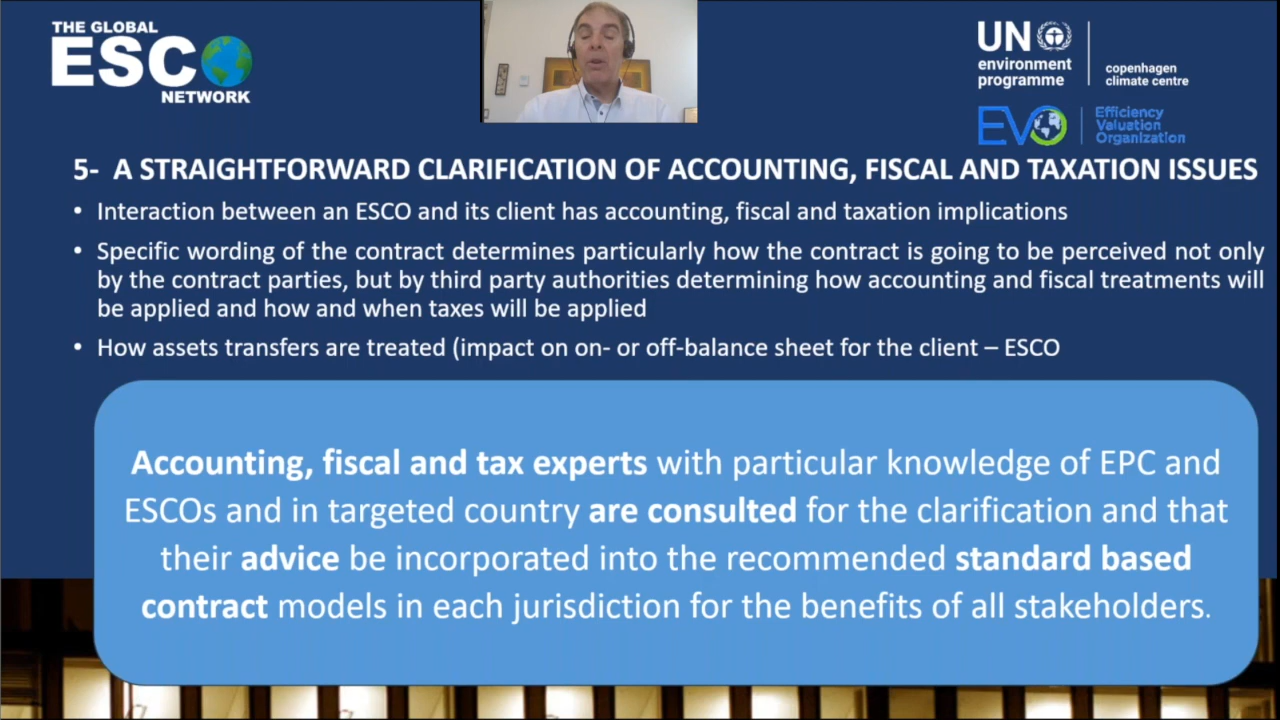 THE GLOBAL
ESCO
NETWORK
UN
environment
programme
copenhagen
climate centre
EVO
Efficiency
Valuation
Organization
5- A STRAIGHTFORWARD CLARIFICATION OF ACCOUNTING, FISCAL AND TAXATION ISSUES
• Interaction between an ESCO and its client has accounting, fiscal and taxation implications
• Specific wording of the contract determines particularly how the contract is going to be perceived not only
by the contract parties, but by third party authorities determining how accounting and fiscal treatments will
be applied and how and when taxes will be applied
• How assets transfers are treated (impact on on- or off-balance sheet for the client – ESCO
Accounting, fiscal and tax experts with particular knowledge of EPC and
ESCOs and in targeted country are consulted for the clarification and that
their advice be incorporated into the recommended standard based
contract models in each jurisdiction for the benefits of all stakeholders.